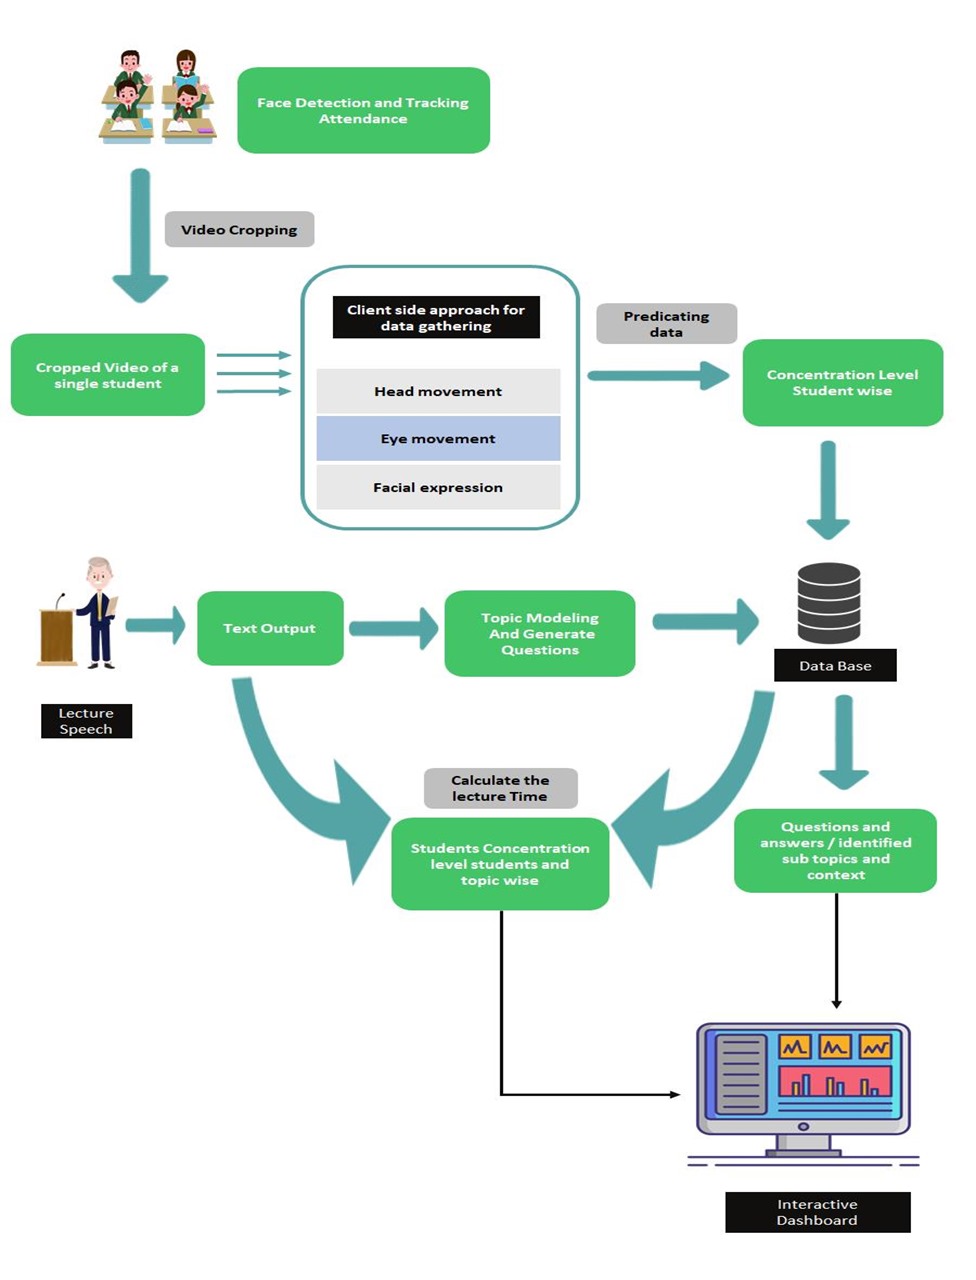 Face Detection and Tracking
Attendance
Video Cropping
Client side approach for
data gathering
Predicating
data
Cropped Video of a
single student
Head movement
Eye movement
Facial expression
Concentration Level
Student wise
Text Output
Topic Modeling
And Generate
Questions
Data Base
Lecture
Speech
Calculate the
lecture Time
Students Concentration
level students and
topic wise
Questions and
answers / identified
sub topics and
context
Interactive
Dashboard